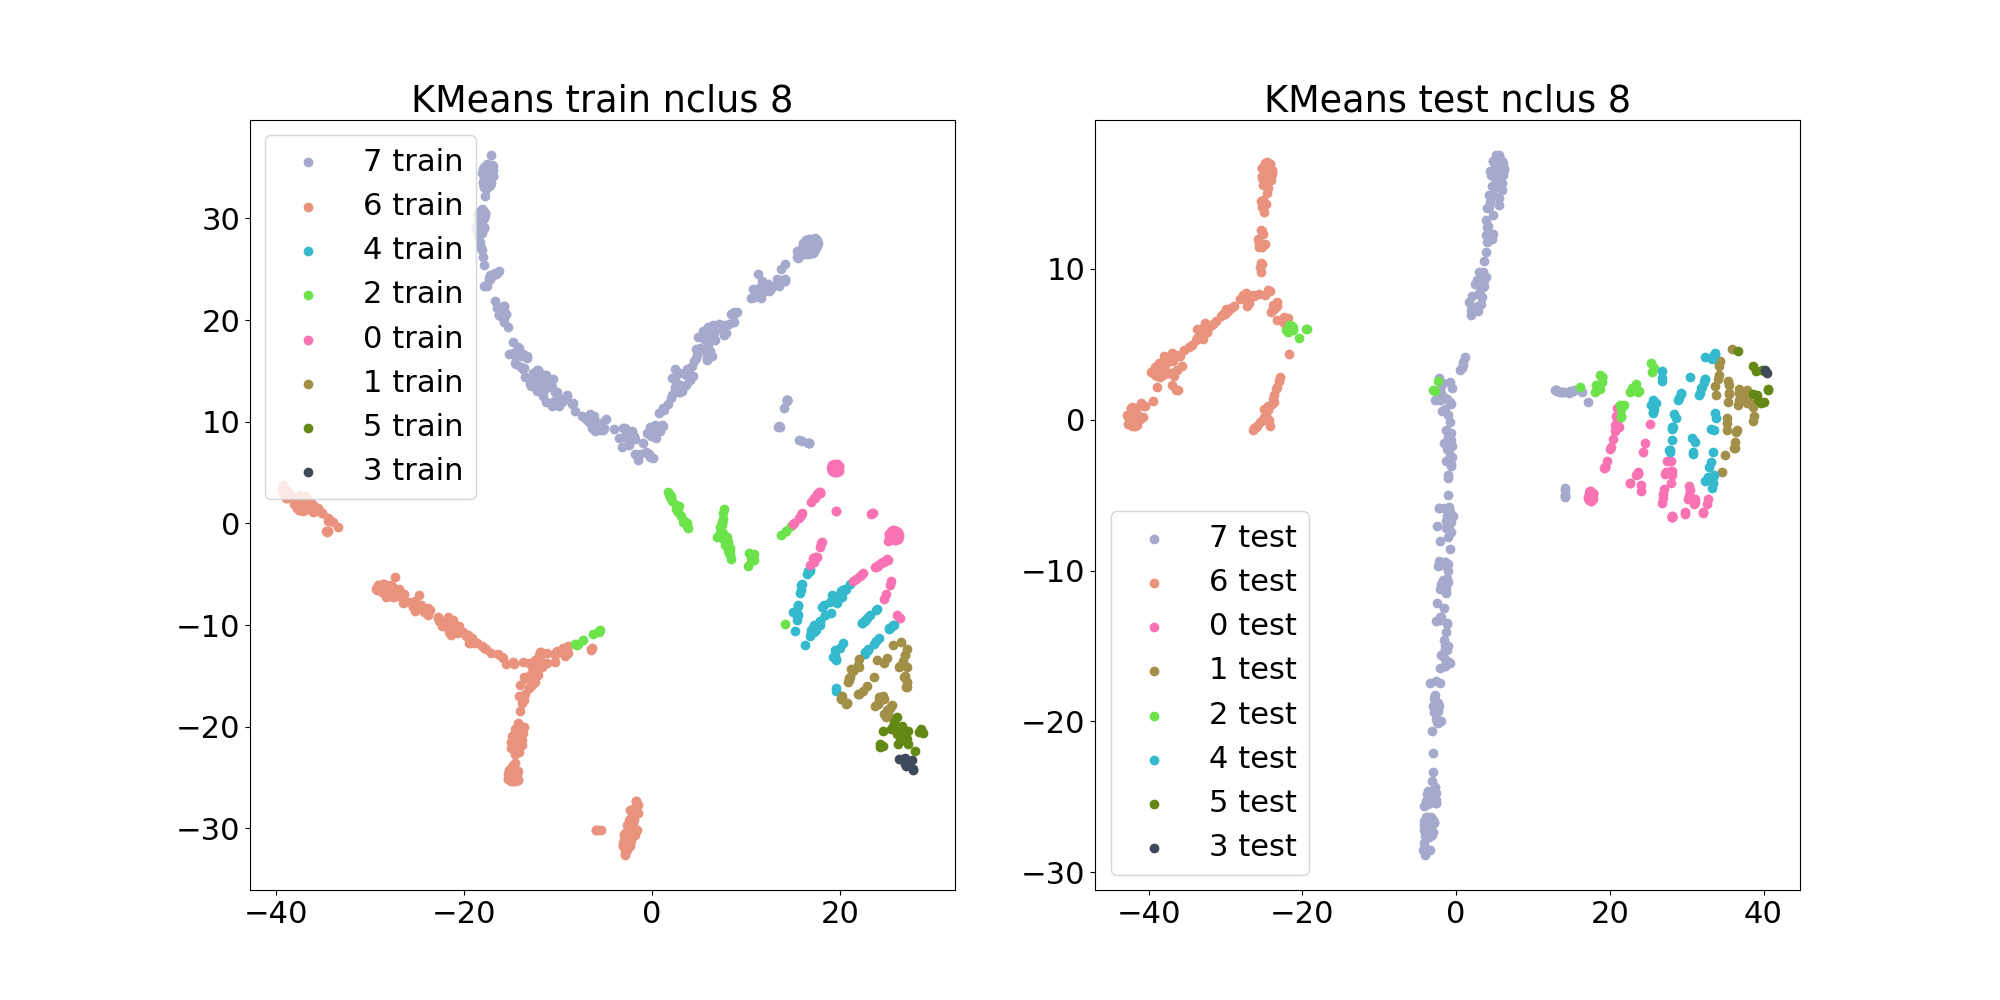 KMeans train nclus 8
7 train
6 train
4 train
2 train
0 train
1 train
5 train
3 train
30
20
10
0
−10
−20
−30
−40
−20
0
20
KMeans test nclus 8
10
0
−10
−20
−30
7 test
6 test
0 test
1 test
2 test
4 test
5 test
3 test
−40
−20
0
20
40